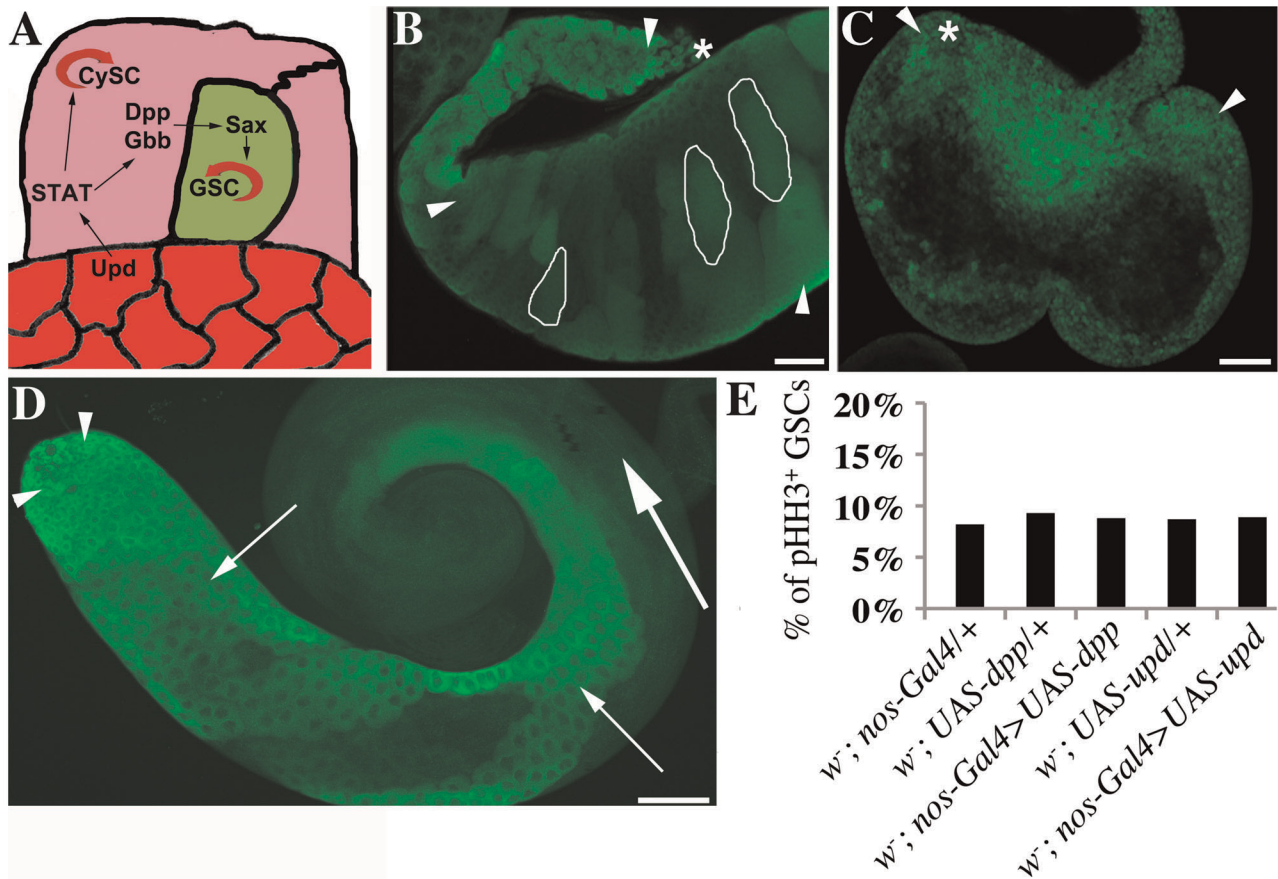 A
CySC
Dpp
Gbb
Sax
GSC
STAT
Upd
B
*
C
*
D
E
% of pHH3⁺ GSCs
20%
15%
10%
5%
0%
w⁻; nos-Gal4/+
w⁻; UAS-dpp/+
w⁻; nos-Gal4>UAS-dpp
w⁻; UAS-upd/+
w⁻; nos-Gal4>UAS-upd